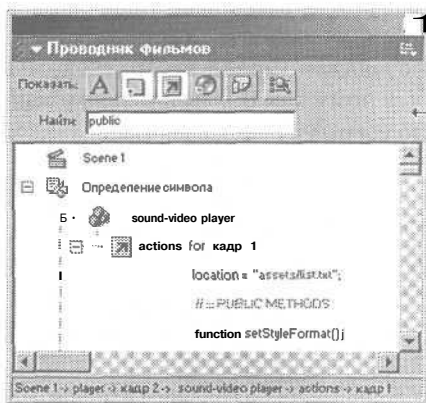 1
Проводник фильмов
Показать: A
Найти: public
Scene 1
Определение символа
Б · sound-video player
actions for кадр 1
location = "assets/list.txt";
// ::: PUBLIC METHODS
function setStyleFormat()
Scene 1 -> player -> кадр 2 -> sound-video player -> actions -> кадр 1